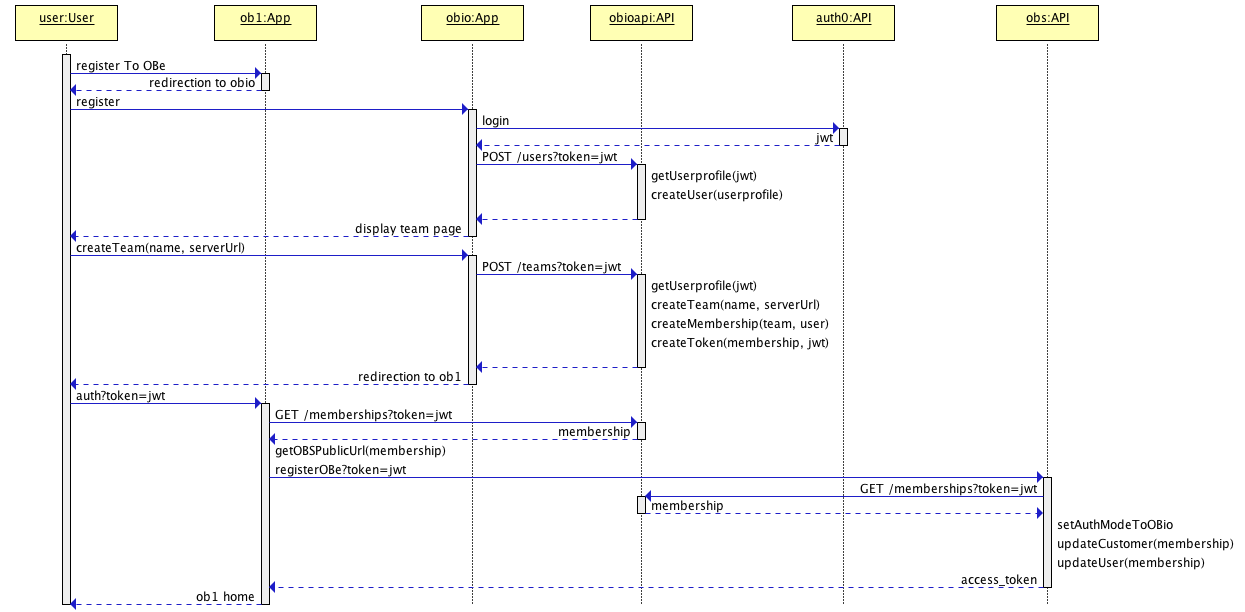 user:User
ob1:App
obio:App
obioapi:API
auth0:API
obs:API
register To OBe
redirection to obio
register
login
jwt
POST /users?token=jwt
getUserprofile(jwt)
createUser(userprofile)
display team page
createTeam(name, serverUrl)
POST /teams?token=jwt
getUserprofile(jwt)
createTeam(name, serverUrl)
createMembership(team, user)
createToken(membership, jwt)
redirection to ob1
auth?token=jwt
GET /memberships?token=jwt
membership
getOBSPublicUrl(membership)
registerOBe?token=jwt
GET /memberships?token=jwt
membership
setAuthModeToOBio
updateCustomer(membership)
updateUser(membership)
access_token
ob1 home